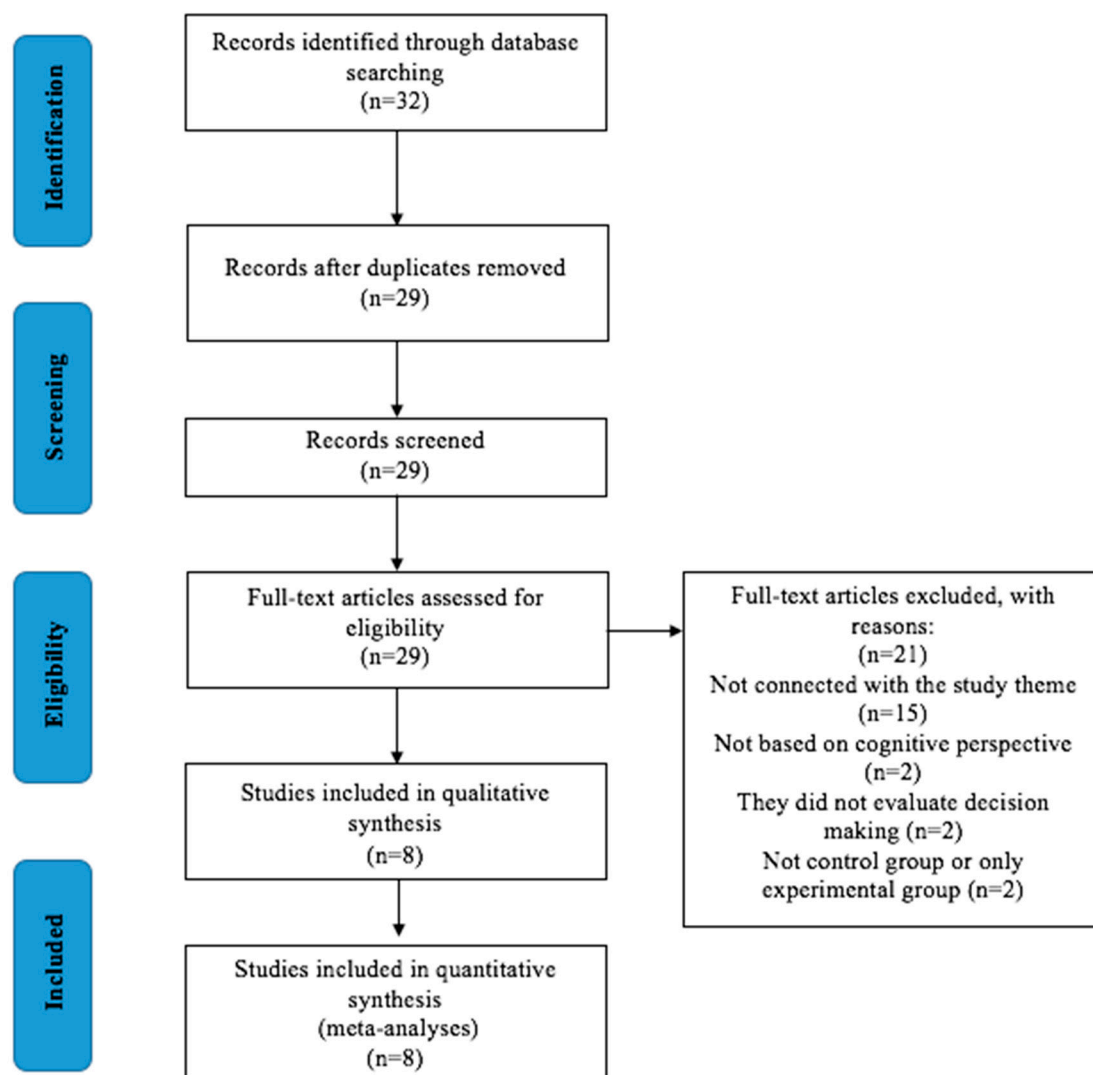 Identification
Records identified through database
searching
(n=32)
Records after duplicates removed
(n=29)
Screening
Records screened
(n=29)
Eligibility
Full-text articles assessed for
eligibility
(n=29)
Full-text articles excluded, with
reasons:
(n=21)
Not connected with the study theme
(n=15)
Not based on cognitive perspective
(n=2)
They did not evaluate decision
making (n=2)
Not control group or only
experimental group (n=2)
Studies included in qualitative
synthesis
(n=8)
Included
Studies included in quantitative
synthesis
(meta-analyses)
(n=8)